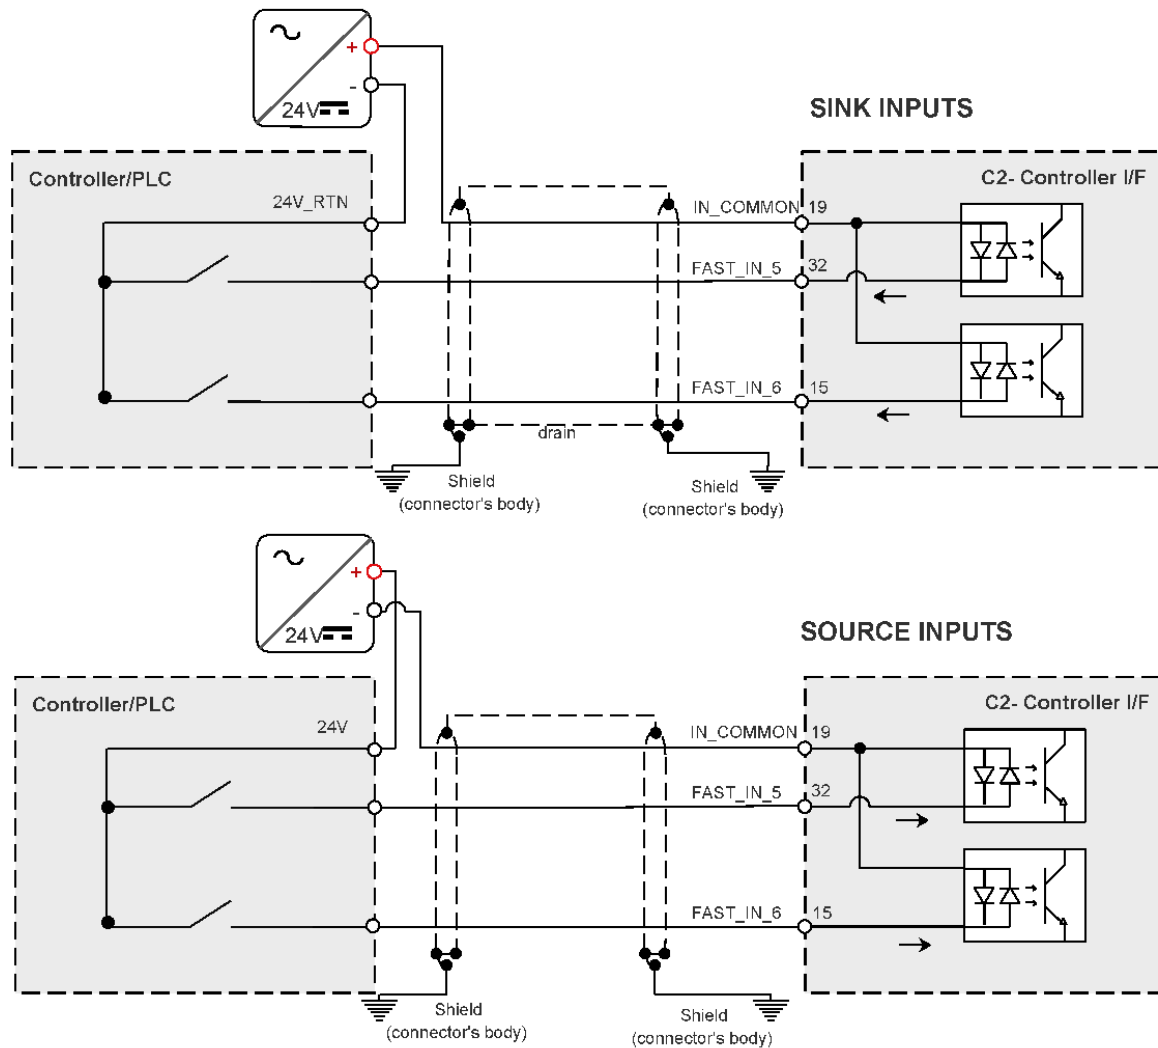 +
-
24V
SINK INPUTS
Controller/PLC
C2- Controller I/F
24V_RTN
IN_COMMON 19
FAST_IN_5 32
FAST_IN_6 15
drain
Shield
(connector's body)
Shield
(connector's body)
+
-
24V
SOURCE INPUTS
Controller/PLC
C2- Controller I/F
24V
IN_COMMON 19
FAST_IN_5 32
FAST_IN_6 15
Shield
(connector's body)
Shield
(connector's body)